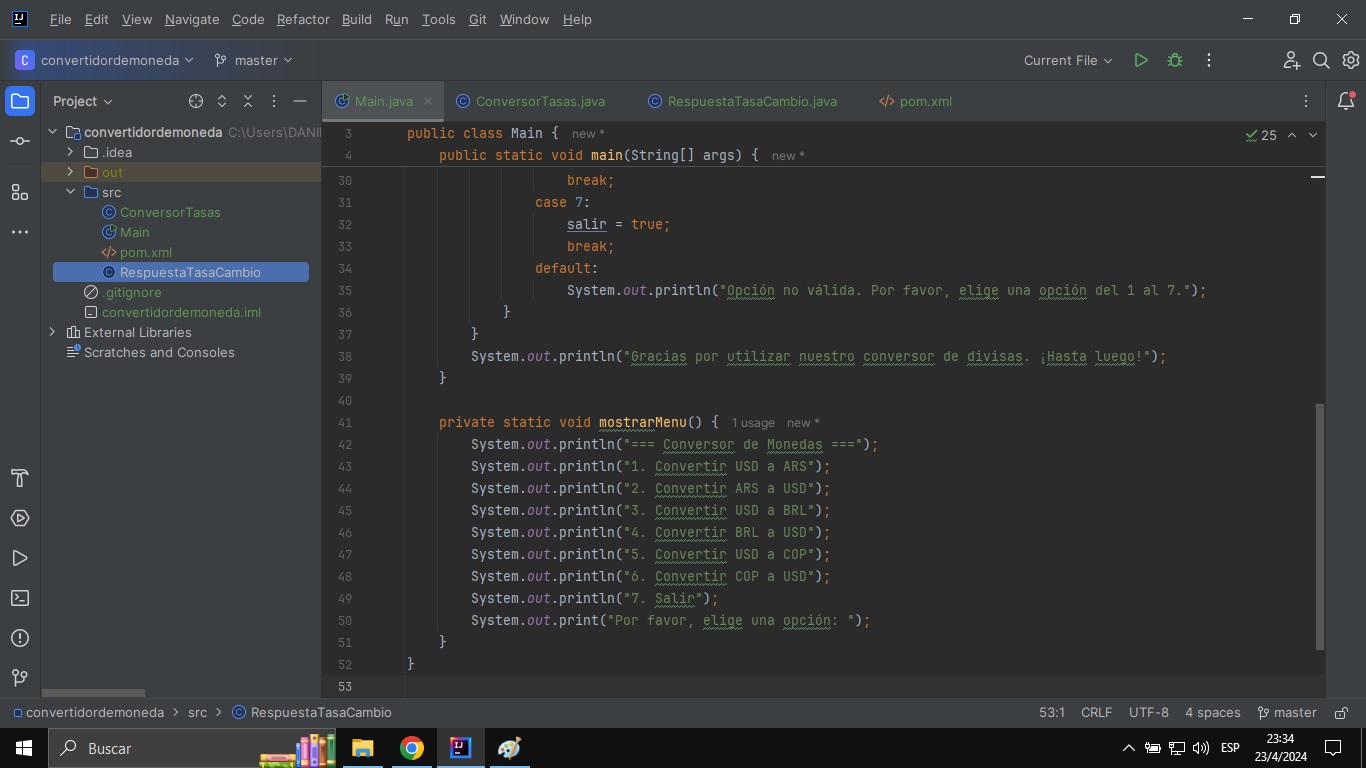 File Edit View Navigate Code Refactor Build Run Tools Git Window Help
C convertidordemoneda master Current File
Project
Main.java ConversorTasas.java RespuestaTasaCambio.java pom.xml
convertidordemoneda C:\Users\DANI
.idea
out
src
ConversorTasas
Main
pom.xml
RespuestaTasaCambio
.gitignore
convertidordemoneda.iml
External Libraries
Scratches and Consoles
25
3 public class Main { new *
4 public static void main(String[] args) { new *
30 break;
31 case 7:
32 salir = true;
33 break;
34 default:
35 System.out.println("Opción no válida. Por favor, elige una opción del 1 al 7.");
36 }
37 }
38 System.out.println("Gracias por utilizar nuestro conversor de divisas. ¡Hasta luego!");
39 }
40
41 private static void mostrarMenu() { 1 usage new *
42 System.out.println("=== Conversor de Monedas ===");
43 System.out.println("1. Convertir USD a ARS");
44 System.out.println("2. Convertir ARS a USD");
45 System.out.println("3. Convertir USD a BRL");
46 System.out.println("4. Convertir BRL a USD");
47 System.out.println("5. Convertir USD a COP");
48 System.out.println("6. Convertir COP a USD");
49 System.out.println("7. Salir");
50 System.out.print("Por favor, elige una opción: ");
51 }
52 }
53
convertidordemoneda > src > RespuestaTasaCambio 53:1 CRLF UTF-8 4 spaces master
Buscar
ESP
23:34
23/4/2024